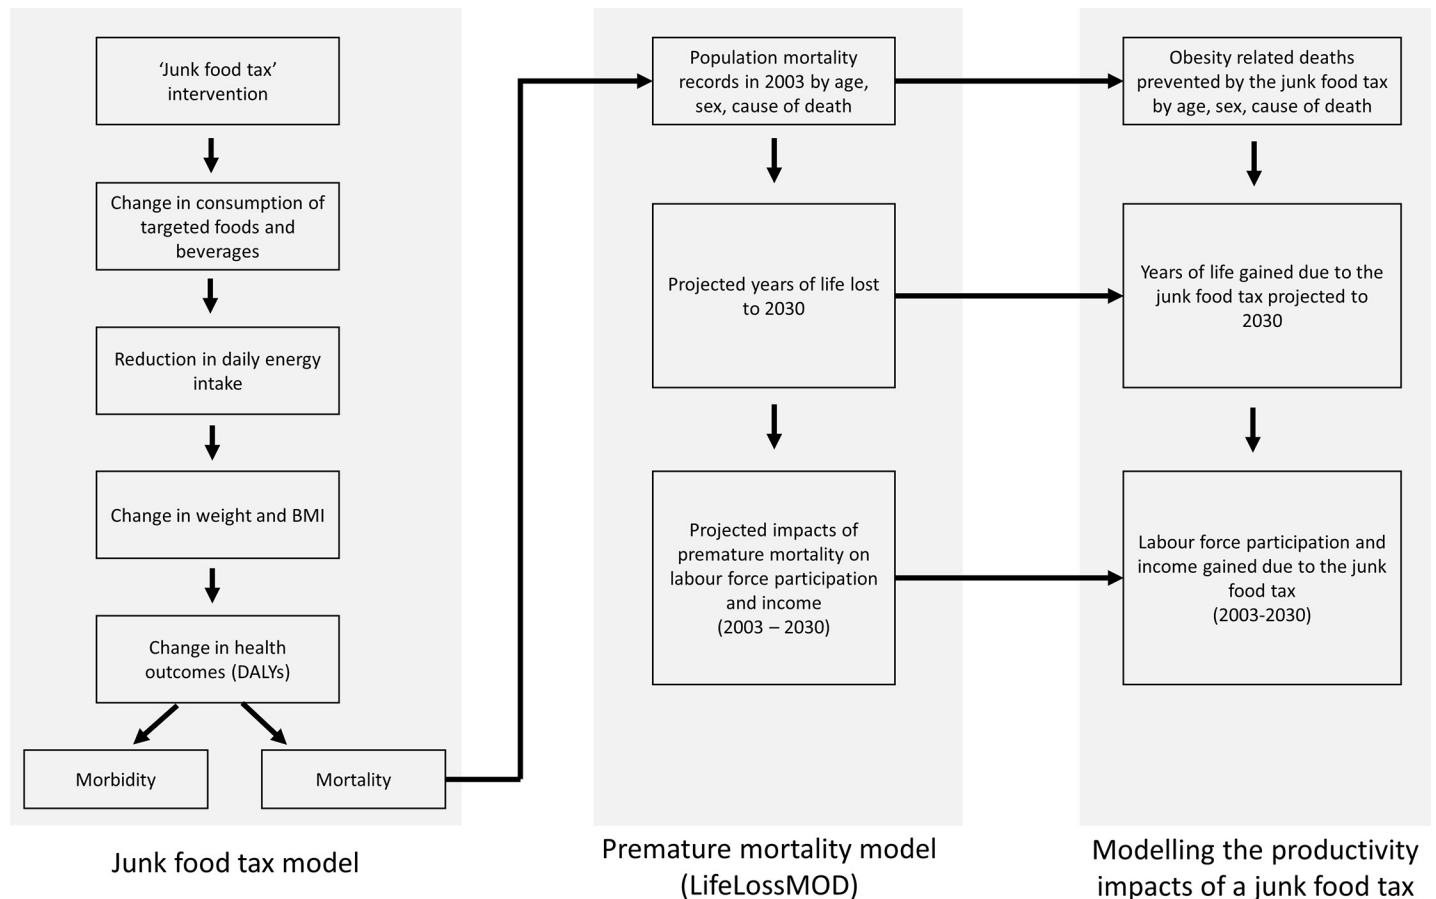 ‘Junk food tax’
intervention
Change in consumption of
targeted foods and
beverages
Reduction in daily energy
intake
Change in weight and BMI
Change in health
outcomes (DALYs)
Morbidity
Mortality
Junk food tax model
Population mortality
records in 2003 by age,
sex, cause of death
Projected years of life lost
to 2030
Projected impacts of
premature mortality on
labour force participation
and income
(2003 – 2030)
Premature mortality model
(LifeLossMOD)
Obesity related deaths
prevented by the junk food tax
by age, sex, cause of death
Years of life gained due to the
junk food tax projected to
2030
Labour force participation and
income gained due to the junk
food tax
(2003-2030)
Modelling the productivity
impacts of a junk food tax